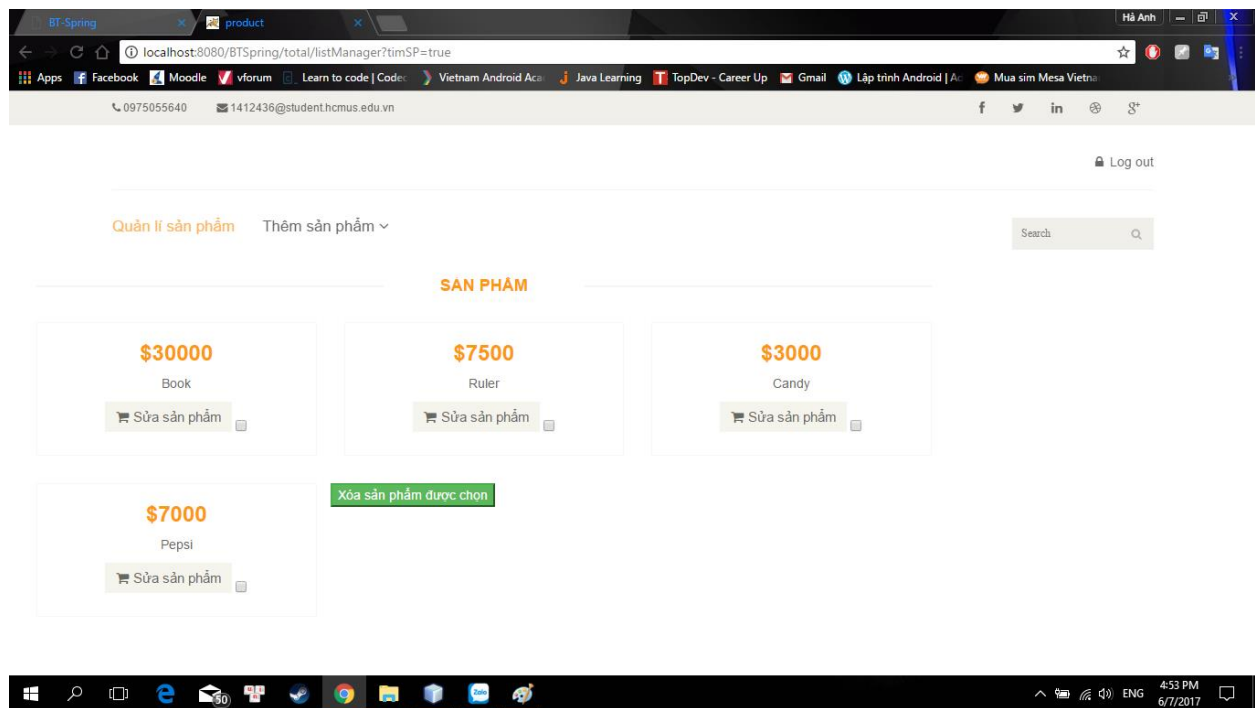 BT-Spring
product
Hà Anh
localhost:8080/BTSpring/total/listManager?timSP=true
Apps Facebook Moodle vforum Learn to code | Codec Vietnam Android Aca Java Learning TopDev - Career Up Gmail Lập trình Android | Ac Mua sim Mesa Vietna
0975055640 1412436@student.hcmus.edu.vn
Log out
Quản lí sản phẩm Thêm sản phẩm
Search
SẢN PHẨM
$30000 $7500 $3000
Book Ruler Candy
Sửa sản phẩm Sửa sản phẩm Sửa sản phẩm
Xóa sản phẩm được chọn
$7000
Pepsi
Sửa sản phẩm
50
Zalo
ENG
4:53 PM
6/7/2017